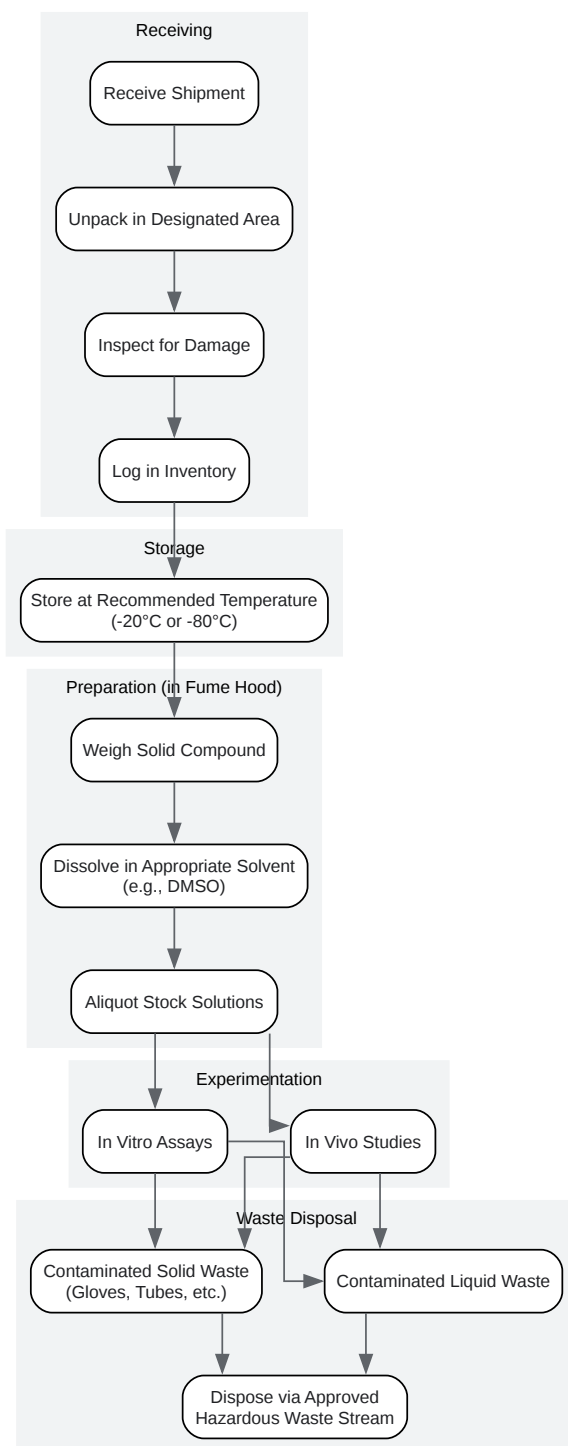 Receiving
Receive Shipment
Unpack in Designated Area
Inspect for Damage
Log in Inventory
Storage
Store at Recommended Temperature
(-20°C or -80°C)
Preparation (in Fume Hood)
Weigh Solid Compound
Dissolve in Appropriate Solvent
(e.g., DMSO)
Aliquot Stock Solutions
Experimentation
In Vitro Assays
In Vivo Studies
Waste Disposal
Contaminated Solid Waste
(Gloves, Tubes, etc.)
Contaminated Liquid Waste
Dispose via Approved
Hazardous Waste Stream